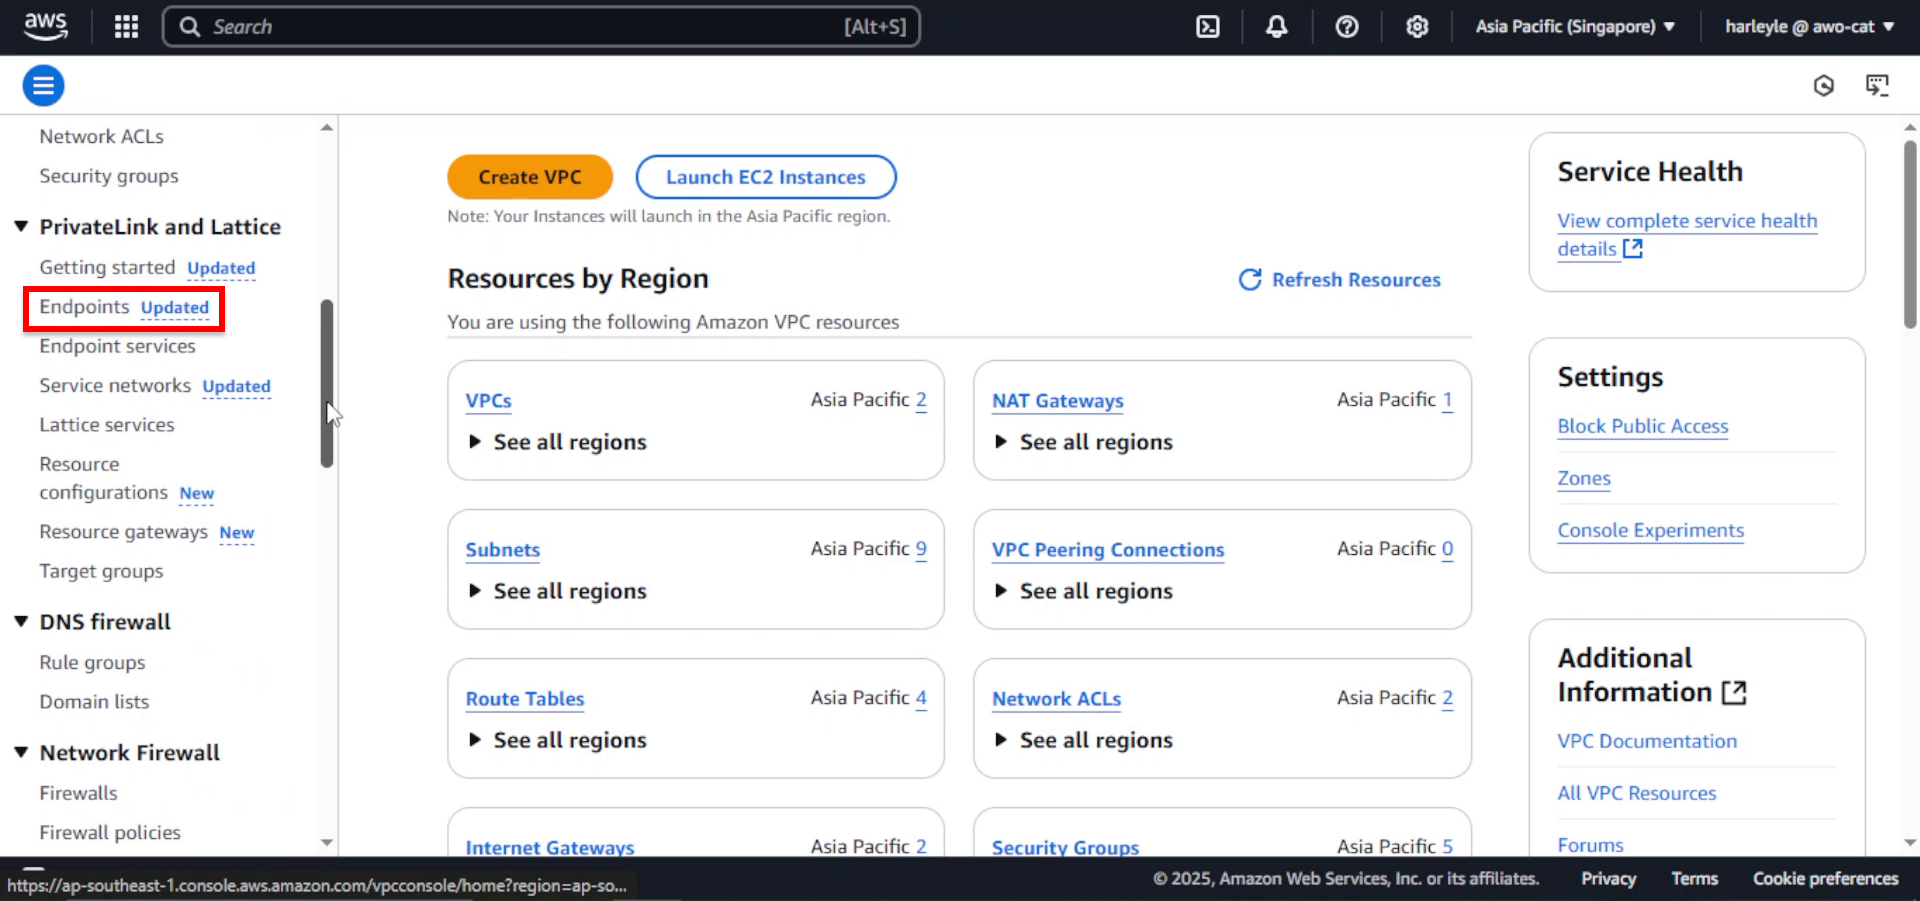 aws
Search
[Alt+S]
Asia Pacific (Singapore)
harleyle @ awo-cat
Network ACLs
Security groups
PrivateLink and Lattice
Getting started Updated
Endpoints Updated
Endpoint services
Service networks Updated
Lattice services
Resource
configurations New
Resource gateways New
Target groups
DNS firewall
Rule groups
Domain lists
Network Firewall
Firewalls
Firewall policies
Create VPC
Launch EC2 Instances
Note: Your Instances will launch in the Asia Pacific region.
Resources by Region
Refresh Resources
You are using the following Amazon VPC resources
VPCs
Asia Pacific 2
See all regions
NAT Gateways
Asia Pacific 1
See all regions
Subnets
Asia Pacific 9
See all regions
VPC Peering Connections
Asia Pacific 0
See all regions
Route Tables
Asia Pacific 4
See all regions
Network ACLs
Asia Pacific 2
See all regions
Internet Gateways
Asia Pacific 2
Security Groups
Asia Pacific 5
Service Health
View complete service health
details
Settings
Block Public Access
Zones
Console Experiments
Additional
Information
VPC Documentation
All VPC Resources
Forums
https://ap-southeast-1.console.aws.amazon.com/vpcconsole/home?region=ap-so...
© 2025, Amazon Web Services, Inc. or its affiliates.
Privacy
Terms
Cookie preferences